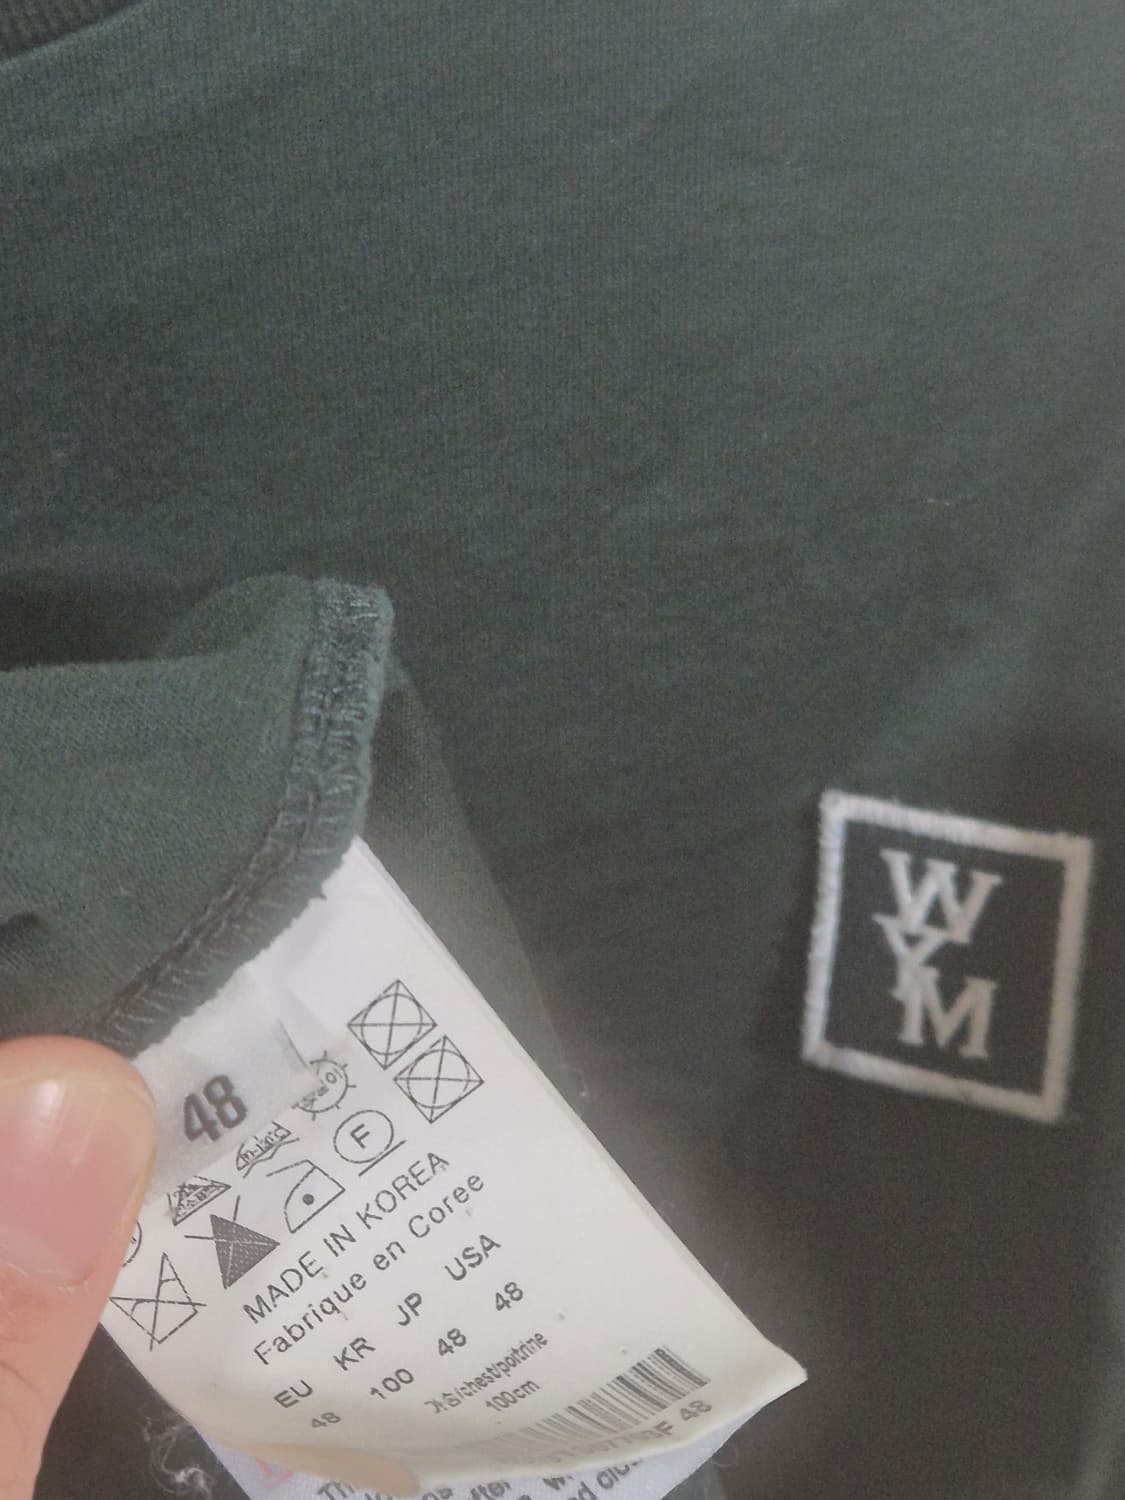 W
Y
M
48
F
MADE IN KOREA
Fabrique en Coree
EU KR JP USA
48 100 48 48
가슴/chest/poitrine
100cm
48